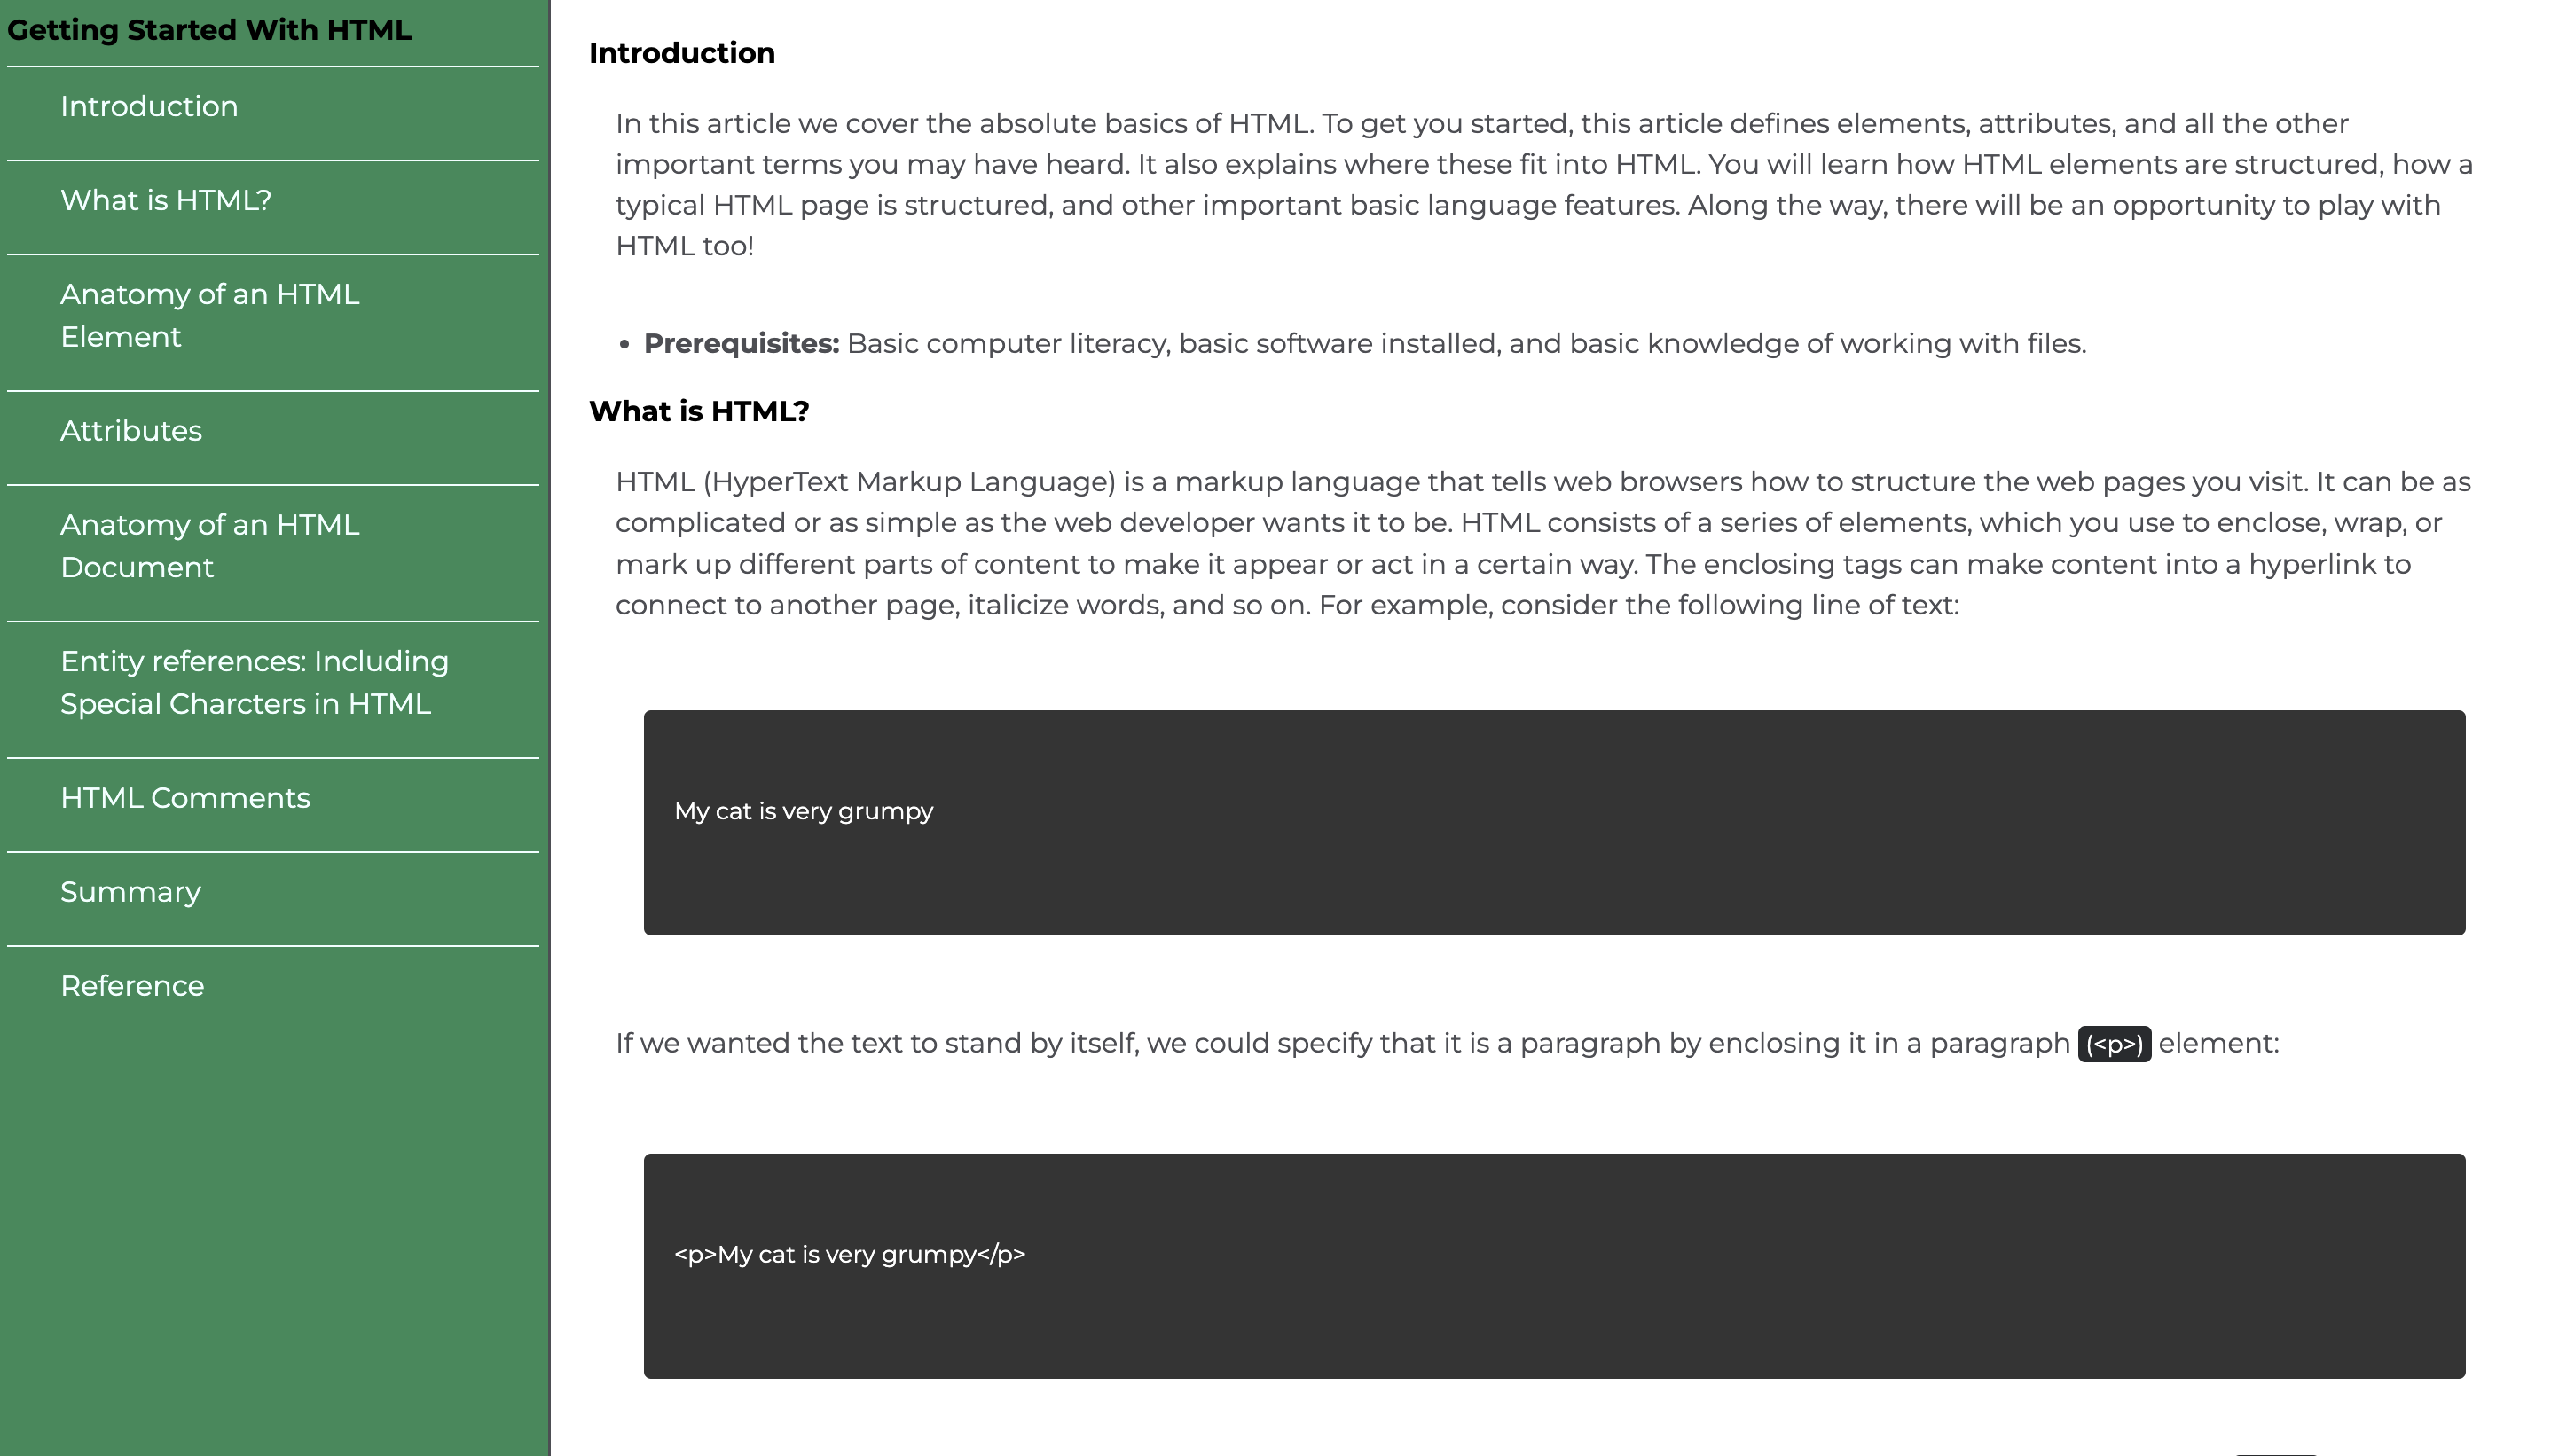 Getting Started With HTML
Introduction
What is HTML?
Anatomy of an HTML
Element
Attributes
Anatomy of an HTML
Document
Entity references: Including
Special Charcters in HTML
HTML Comments
Summary
Reference
Introduction
In this article we cover the absolute basics of HTML. To get you started, this article defines elements, attributes, and all the other
important terms you may have heard. It also explains where these fit into HTML. You will learn how HTML elements are structured, how a
typical HTML page is structured, and other important basic language features. Along the way, there will be an opportunity to play with
HTML too!
• Prerequisites: Basic computer literacy, basic software installed, and basic knowledge of working with files.
What is HTML?
HTML (HyperText Markup Language) is a markup language that tells web browsers how to structure the web pages you visit. It can be as
complicated or as simple as the web developer wants it to be. HTML consists of a series of elements, which you use to enclose, wrap, or
mark up different parts of content to make it appear or act in a certain way. The enclosing tags can make content into a hyperlink to
connect to another page, italicize words, and so on. For example, consider the following line of text:
My cat is very grumpy
If we wanted the text to stand by itself, we could specify that it is a paragraph by enclosing it in a paragraph (<p>) element:
<p>My cat is very grumpy</p>